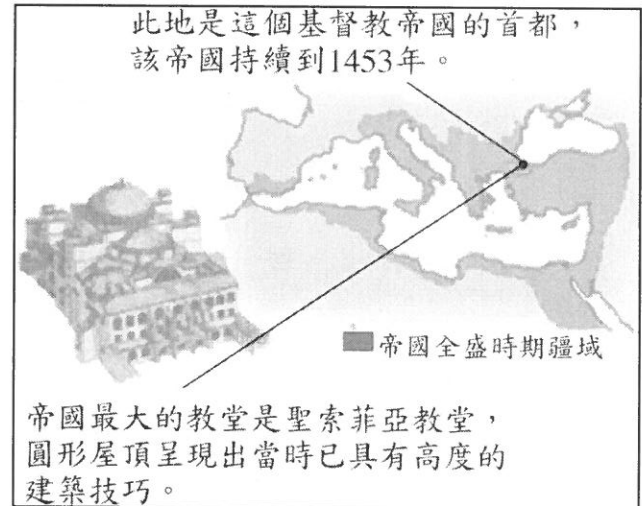 此地是這個基督教帝國的首都，
該帝國持續到1453年。
帝國全盛時期疆域
帝國最大的教堂是聖索菲亞教堂，
圓形屋頂呈現出當時已具有高度的
建築技巧。